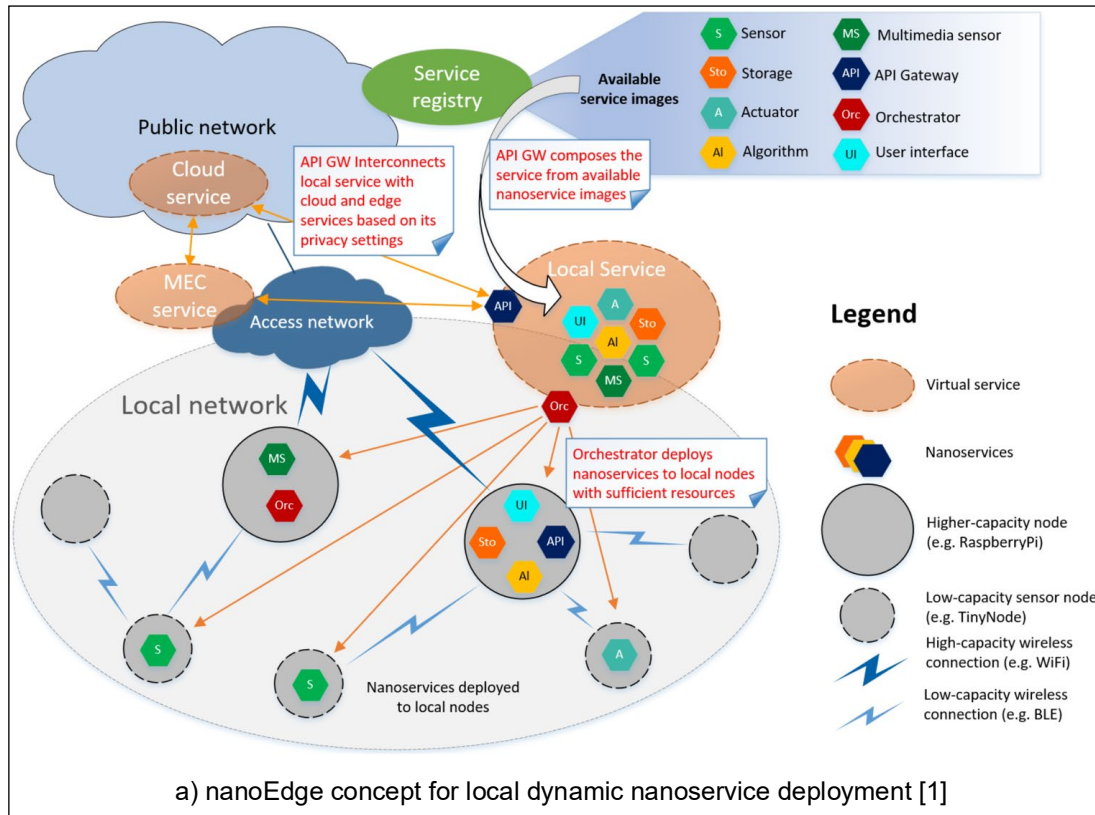 Public network
Cloud
service
MEC
service
Access network
Service
registry
Available
service images
S Sensor
Sto Storage
A Actuator
Al Algorithm
MS Multimedia sensor
API API Gateway
Orc Orchestrator
UI User interface
API GW Interconnects
local service with
cloud and edge
services based on its
privacy settings
API GW composes the
service from available
nanoservice images
Local Service
API
A
UI
Sto
Al
S
S
MS
Orc
Local network
MS
Orc
Orchestrator deploys
nanoservices to local nodes
with sufficient resources
UI
Sto
API
Al
S
S
A
Nanoservices deployed
to local nodes
Legend
Virtual service
Nanoservices
Higher-capacity node
(e.g. RaspberryPi)
Low-capacity sensor node
(e.g. TinyNode)
High-capacity wireless
connection (e.g. WiFi)
Low-capacity wireless
connection (e.g. BLE)
a) nanoEdge concept for local dynamic nanoservice deployment [1]